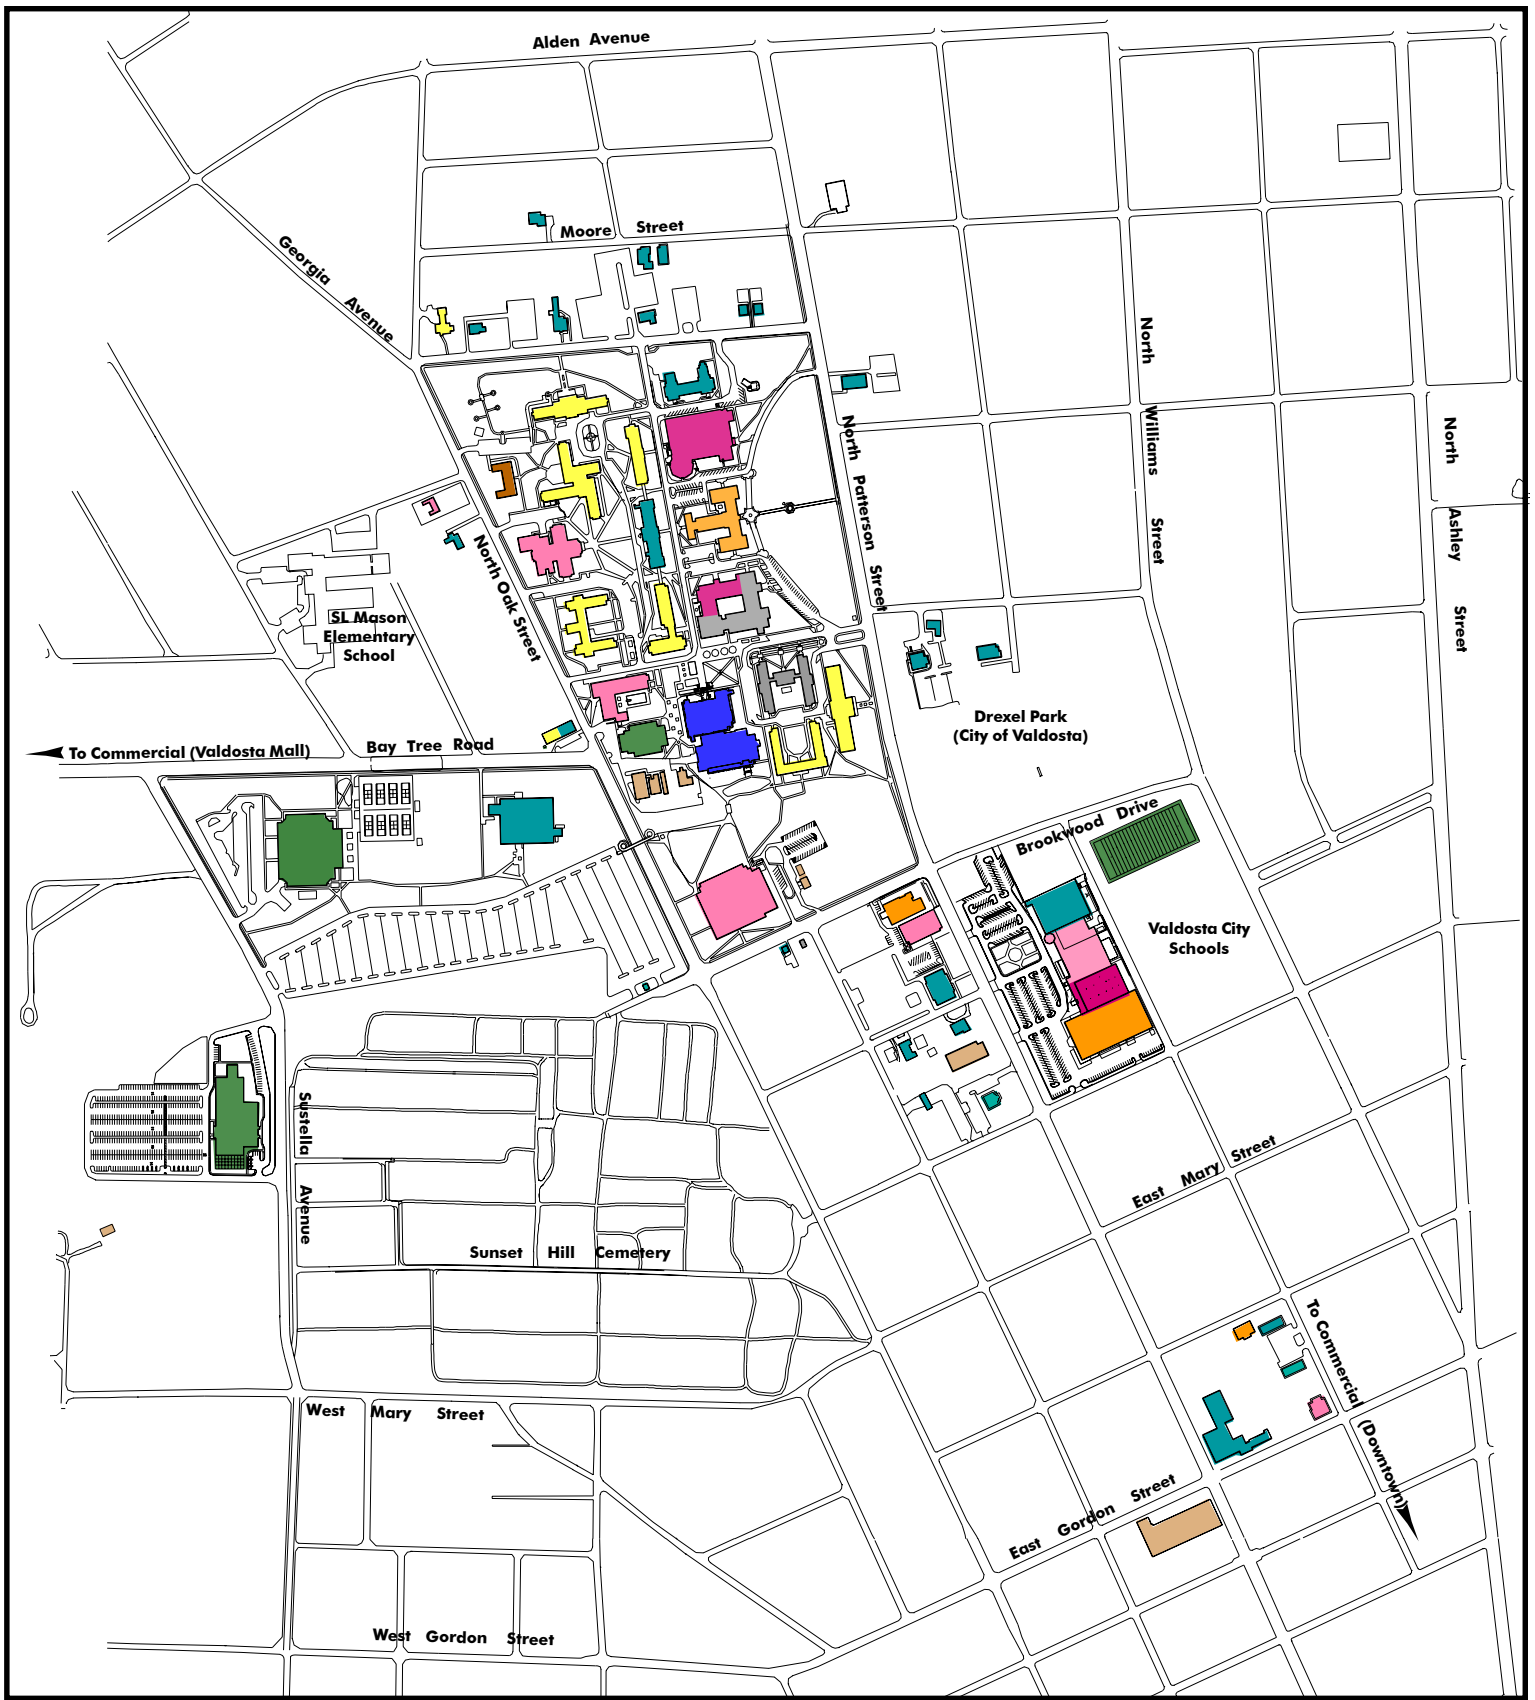 Alden Avenue
Moore Street
Georgia Avenue
North Williams Street
North Patterson Street
North Ashley Street
North Oak Street
SL Mason
Elementary
School
Drexel Park
(City of Valdosta)
To Commercial (Valdosta Mall)
Bay Tree Road
Brookwood Drive
Valdosta City
Schools
Sustella Avenue
East Mary Street
Sunset Hill Cemetery
To Commercial (Downtown)
West Mary Street
East Gordon Street
West Gordon Street